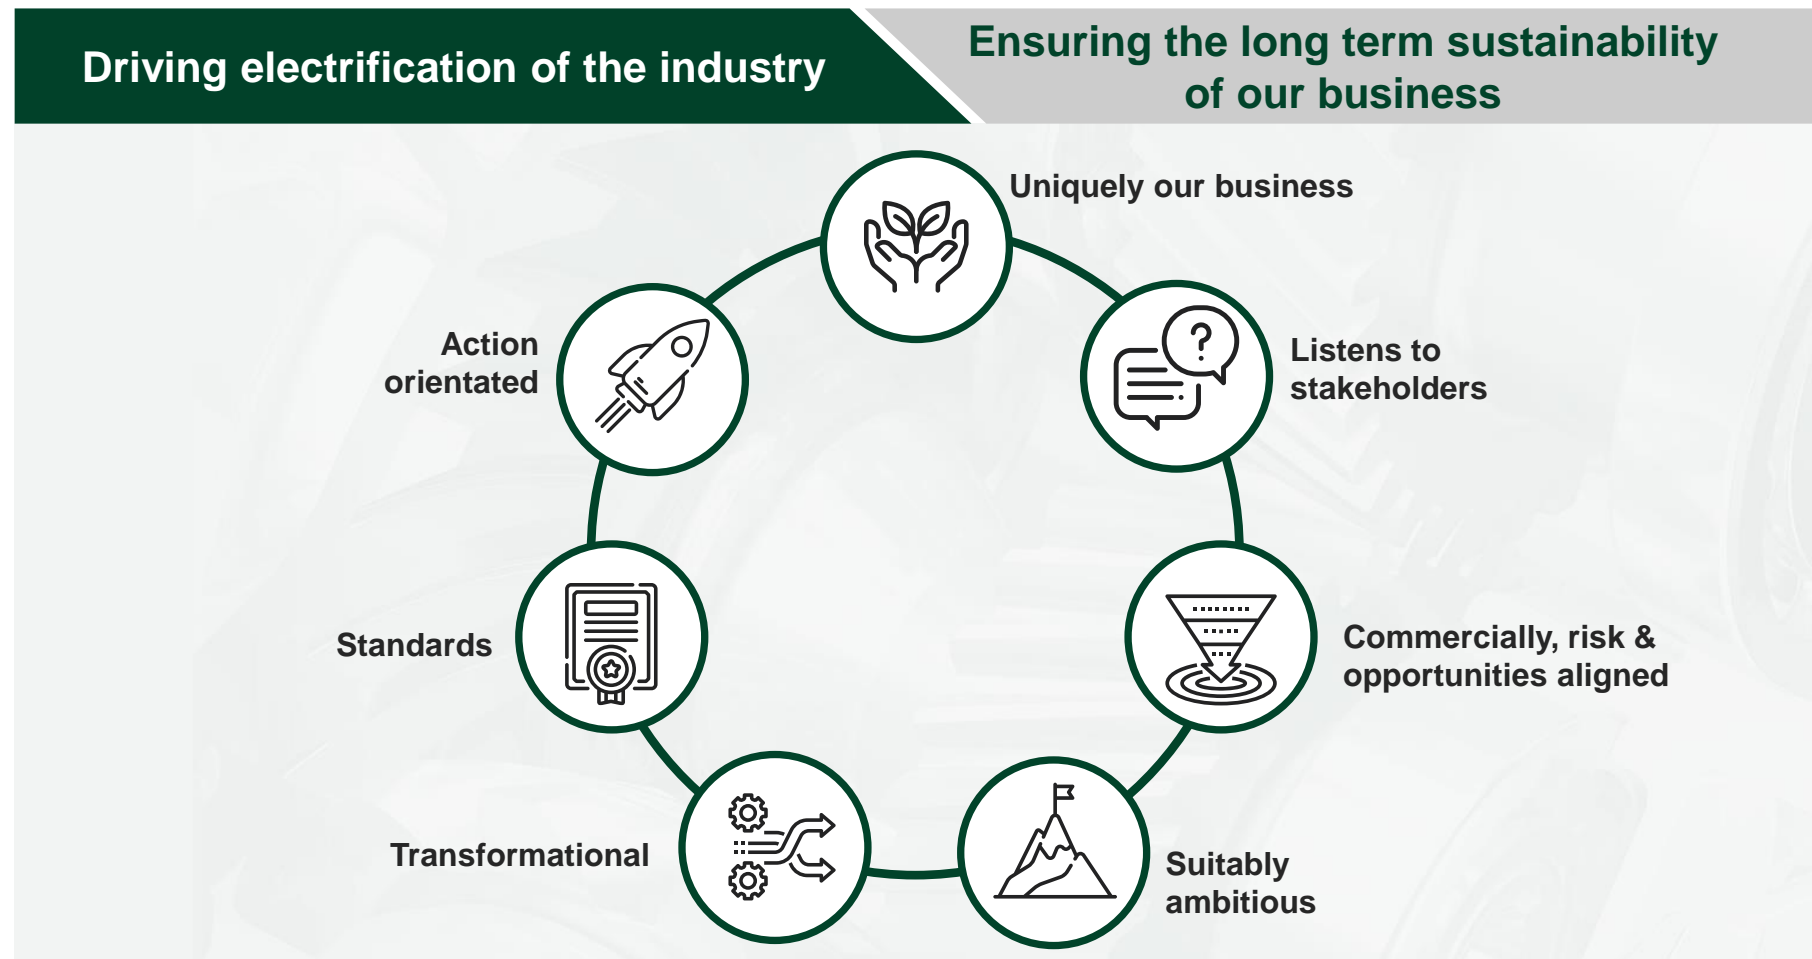 Driving electrification of the industry
Ensuring the long term sustainability
of our business
Uniquely our business
Listens to
stakeholders
Commercially, risk &
opportunities aligned
Suitably
ambitious
Transformational
Standards
Action
orientated
?